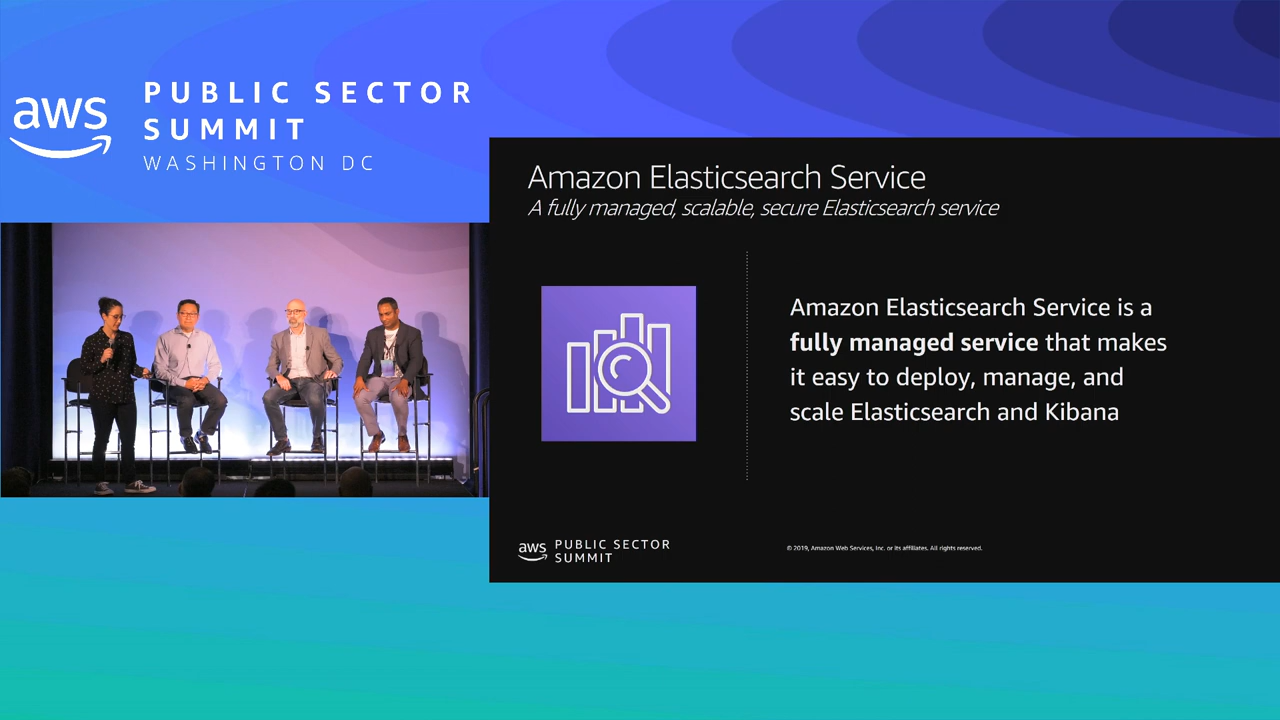 aws
PUBLIC SECTOR
SUMMIT
WASHINGTON DC
Amazon Elasticsearch Service
A fully managed, scalable, secure Elasticsearch service
Amazon Elasticsearch Service is a
fully managed service that makes
it easy to deploy, manage, and
scale Elasticsearch and Kibana
aws
PUBLIC SECTOR
SUMMIT
© 2019, Amazon Web Services, Inc. or its affiliates. All rights reserved.